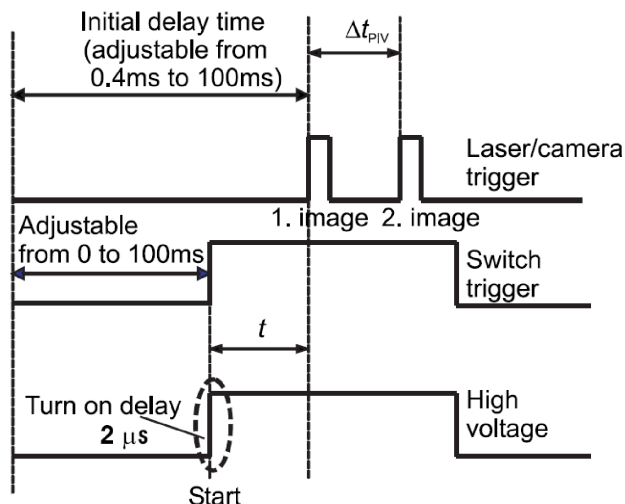 Initial delay time
(adjustable from
0.4ms to 100ms)
Δt_PIV
Laser/camera
trigger
1. image 2. image
Adjustable
from 0 to 100ms
Switch
trigger
t
Turn on delay
2 μs
High
voltage
Start